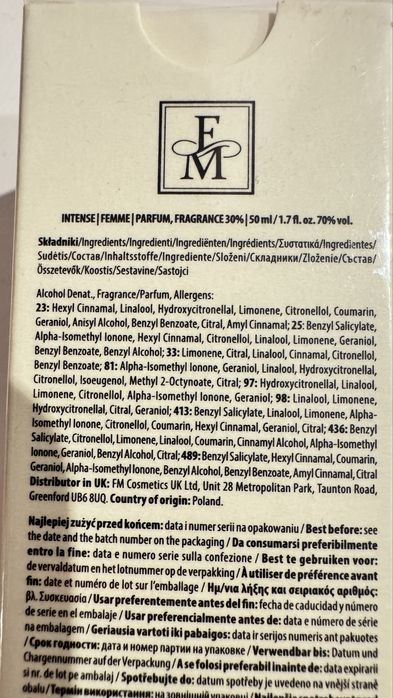 FM
INTENSE | FEMME | PARFUM, FRAGRANCE 30% | 50 ml / 1.7 fl. oz. 70% vol.
Składniki/Ingredients/Ingredienti/Ingrediënten/Ingrédients/Συστατικά/Ingredientes/
Sudėtis/Состав/Inhaltsstoffe/Ingrediente/Složení/Складники/Zloženie/Състав/
Összetevők/Koostis/Sestavine/Sastojci
Alcohol Denat., Fragrance/Parfum, Allergens:
23: Hexyl Cinnamal, Linalool, Hydroxycitronellal, Limonene, Citronellol, Coumarin,
Geraniol, Anisyl Alcohol, Benzyl Benzoate, Citral, Amyl Cinnamal; 25: Benzyl Salicylate,
Alpha-Isomethyl Ionone, Hexyl Cinnamal, Citronellol, Linalool, Limonene, Geraniol,
Benzyl Benzoate, Benzyl Alcohol; 33: Limonene, Citral, Linalool, Cinnamal, Citronellol,
Benzyl Benzoate; 81: Alpha-Isomethyl Ionone, Geraniol, Linalool, Hydroxycitronellal,
Citronellol, Isoeugenol, Methyl 2-Octynoate, Citral; 97: Hydroxycitronellal, Linalool,
Limonene, Citronellol, Alpha-Isomethyl Ionone, Geraniol; 98: Linalool, Limonene,
Hydroxycitronellal, Citral, Geraniol; 413: Benzyl Salicylate, Linalool, Limonene, Alpha-
Isomethyl Ionone, Citronellol, Coumarin, Hexyl Cinnamal, Geraniol, Citral; 436: Benzyl
Salicylate, Citronellol, Limonene, Linalool, Coumarin, Cinnamyl Alcohol, Alpha-Isomethyl
Ionone, Geraniol, Benzyl Alcohol, Citral; 489: Benzyl Salicylate, Hexyl Cinnamal, Coumarin,
Geraniol, Alpha-Isomethyl Ionone, Benzyl Alcohol, Benzyl Benzoate, Amyl Cinnamal, Citral
Distributor in UK: FM Cosmetics UK Ltd, Unit 28 Metropolitan Park, Taunton Road,
Greenford UB6 8UQ. Country of origin: Poland.
Najlepiej zużyć przed końcem: data i numer serii na opakowaniu / Best before: see
the date and the batch number on the packaging / Da consumarsi preferibilmente
entro la fine: data e numero serie sulla confezione / Best te gebruiken voor:
de vervaldatum en het lotnummer op de verpakking / À utiliser de préférence avant
fin: date et numéro de lot sur l'emballage / Ημ/νια λήξης και σειριακός αριθμός:
βλ. Συσκευασία / Usar preferentemente antes del fin: fecha de caducidad y número
de serie en el embalaje / Usar preferencialmente antes de: data e número de série
na embalagem / Geriausia vartoti iki pabaigos: data ir serijos numeris ant pakuotes
/ Срок годности: дата и номер партии на упаковке / Verwendbar bis: Datum und
Chargennummer auf der Verpackung / A se folosi preferabil inainte de: data expirarii
si nr. de lot pe ambalaj / Spotřebujte do: datum spotřeby je uvedeno na vnější straně
obalu / Термін використання: на зовнішній упаковці / Najlepšie